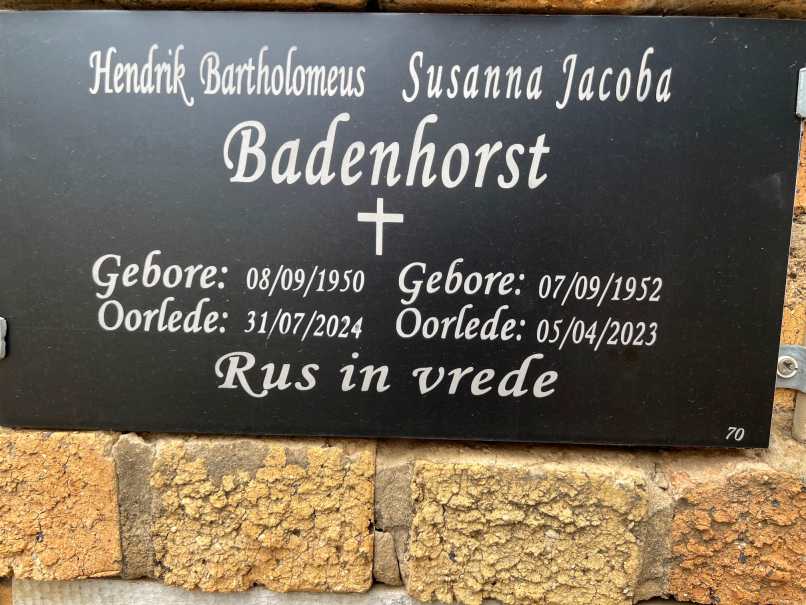 Hendrik Bartholomeus Susanna Jacoba
Badenhorst
Gebore: 08/09/1950 Gebore: 07/09/1952
Oorlede: 31/07/2024 Oorlede: 05/04/2023
Rus in vrede
70